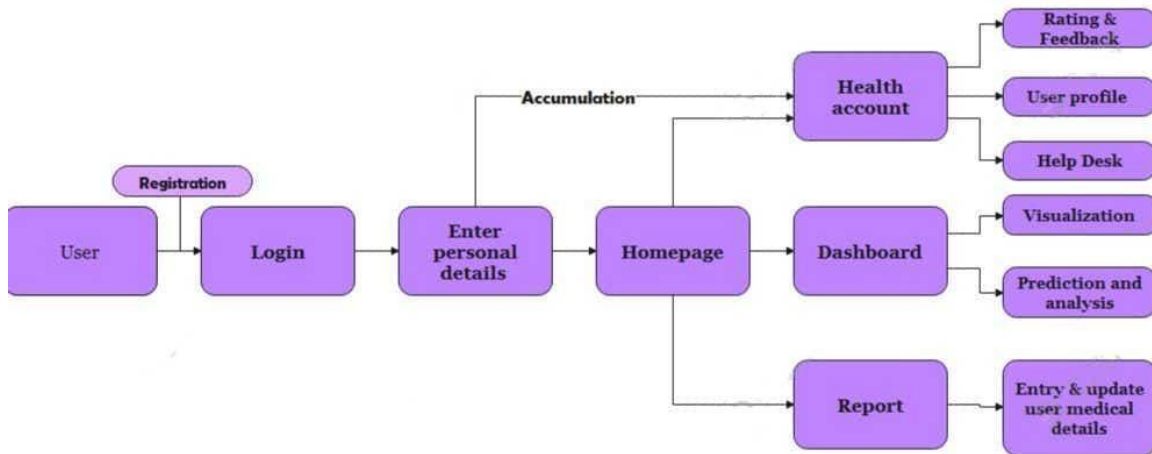 Rating &
Feedback
Accumulation
Health
account
User profile
Help Desk
Registration
User
Login
Enter
personal
details
Homepage
Dashboard
Visualization
Prediction and
analysis
Report
Entry & update
user medical
details